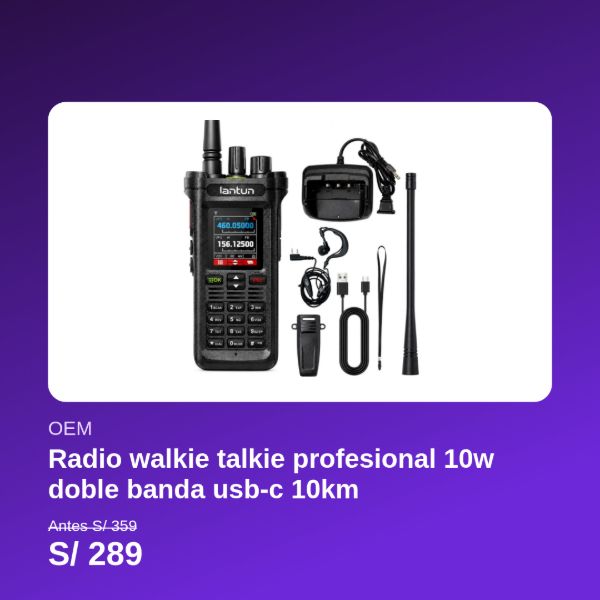 lantun
460.05000
156.12500
OEM
Radio walkie talkie profesional 10w
doble banda usb-c 10km
Antes S/ 359
S/ 289